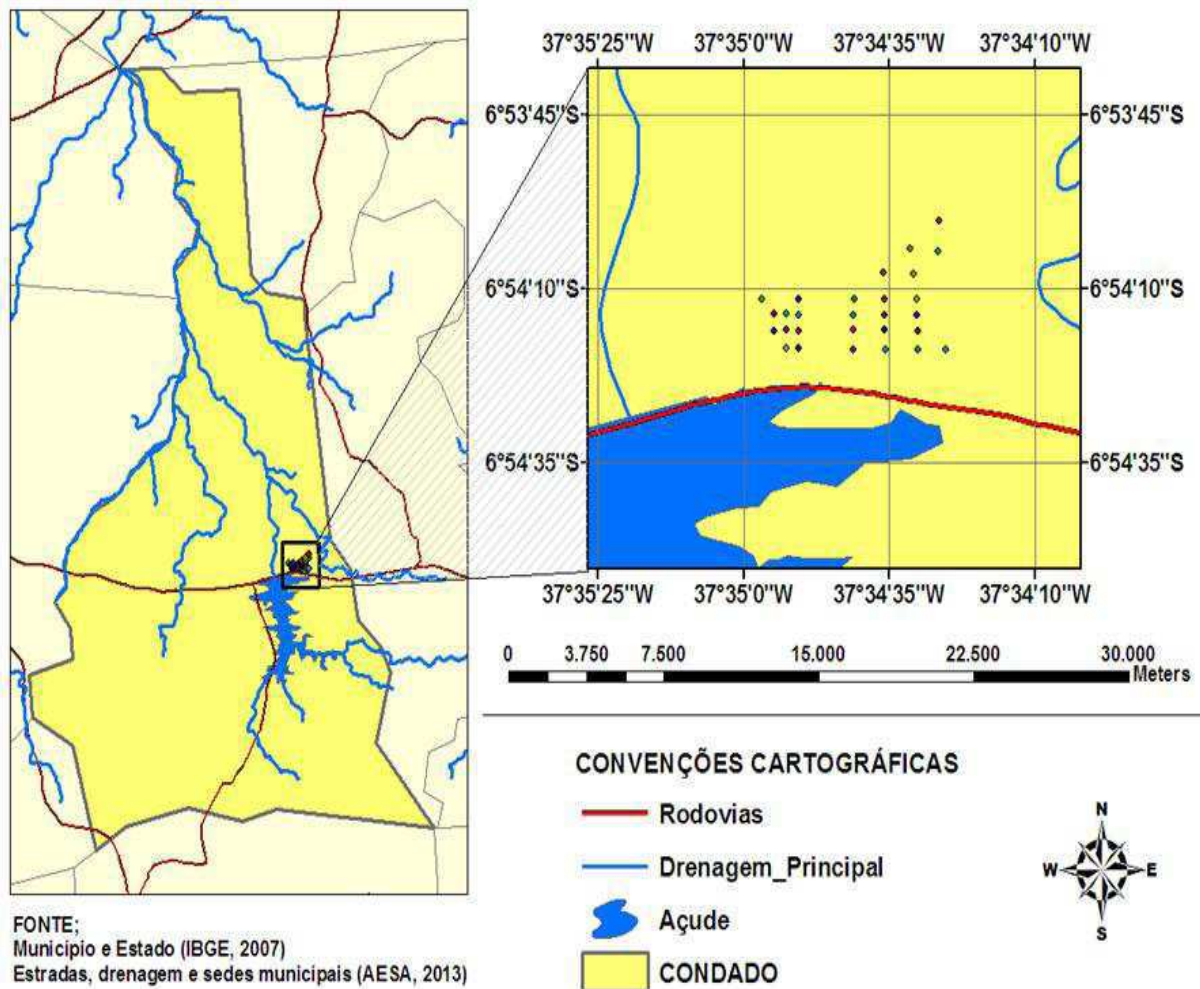 37°35'25''W 37°35'0''W 37°34'35''W 37°34'10''W
6°53'45''S
6°53'45''S
6°54'10''S
6°54'10''S
6°54'35''S
6°54'35''S
37°35'25''W 37°35'0''W 37°34'35''W 37°34'10''W
0 3.750 7.500 15.000 22.500 30.000
Meters
CONVENÇÕES CARTOGRÁFICAS
Rodovias
Drenagem_Principal
Açude
CONDADO
N
W
E
S
FONTE;
Municipio e Estado (IBGE, 2007)
Estradas, drenagem e sedes municipais (AESA, 2013)